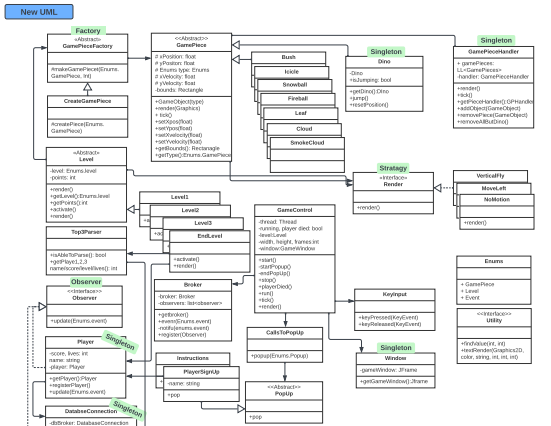 New UML
Factory
«Abstract»
GamePieceFactory
#makeGamePiece(Enums.
GamePiece, Int)
CreateGamePiece
#createPiece(Enums.
GamePiece)
<<Abstract>>
GamePiece
# xPosition: float
# yPosition: float
# Enums type: Enums
# xVelocity: float
# yVelocity: float
-bounds: Rectangle
+GameObject(type)
+render(Graphics)
+ tick()
+setXpos(float)
+setYpos(float)
+setXvelocity(float)
+setYVelocity(float)
+getBounds(): Rectanagle
+getType():Enums.GamePiece
Bush
Icicle
Snowball
Fireball
Leaf
Cloud
SmokeCloud
Singleton
Dino
-Dino
+isJumping: bool
+getDino():DIno
+jump()
+resetPosition()
Singleton
GamePieceHandler
+ gamePieces:
LL<GamePieces>
-handler: GamePieceHandler
+render()
+tick()
+getPieceHandler():GPHandler
+addObject(GameObject)
+removePiece(GameObject)
+removeAllButDino()
«Abstract»
Level
-level: Enums.level
-points: int
+render()
+getLevel():Enums.level
+getPoints():int
+activate()
+render()
Stratagy
«Interface»
Render
+render()
VerticalFly
MoveLeft
NoMotion
+render()
Level1
Level2
Level3
EndLevel
+activate()
+render()
GameControl
-thread: Thread
-running, player died: bool
-level:Level
-width, height, frames:int
-window:GameWindow
+start()
+startPopup()
+endPopUp()
+stop()
+playerDied()
+run()
+tick()
+render()
Top3Parser
+isAbleToParse(): bool
+getPlaye1,2,3
name/score/level/lives(): int
Observer
<<Interface>>
Observer
+update(Enums.event)
Broker
-broker: Broker
-observers: list<observer>
+getbroker()
+event(Enums.event)
-notify(enums.event)
+register(Observer)
KeyInput
+keyPressed(KeyEvent)
+keyReleased(KeyEvent)
Enums
+ GamePiece
+ Level
+ Event
<<Interface>>
Utility
+findValue(int, int)
+textRender(Graphics2D,
color, string, int, int, int)
Singleton
Player
-score, lives: int
name: string
-player: Player
+getPlayer():Player
+registerPlayer()
+update(Enums.event)
Instructions
PlayerSignUp
-name: string
+pop
CallsToPopUp
+popup(Enums.Popup)
Singleton
Window
-gameWindow: JFrame
+getGameWindow():Jframe
<<Abstract>>
PopUp
+pop
Singleton
DatabseConnection
-dbBroker: DatabaseConnection